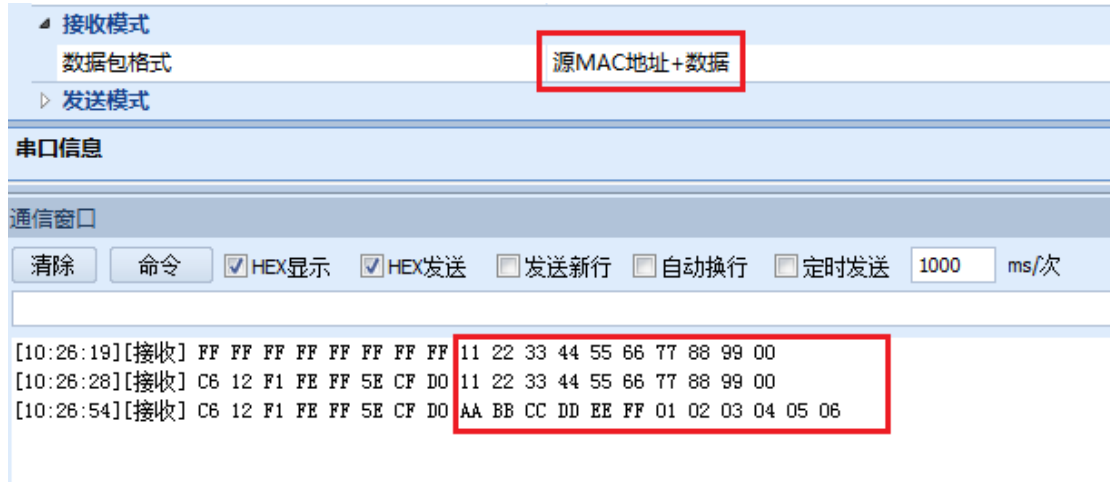 接收模式
数据包格式 源MAC地址+数据
发送模式
串口信息
通信窗口
清除 命令 HEX显示 HEX发送 发送新行 自动换行 定时发送 1000 ms/次
[10:26:19][接收] FF FF FF FF FF FF FF FF 11 22 33 44 55 66 77 88 99 00
[10:26:28][接收] C6 12 F1 FE FF 5E CF D0 11 22 33 44 55 66 77 88 99 00
[10:26:54][接收] C6 12 F1 FE FF 5E CF D0 AA BB CC DD EE FF 01 02 03 04 05 06